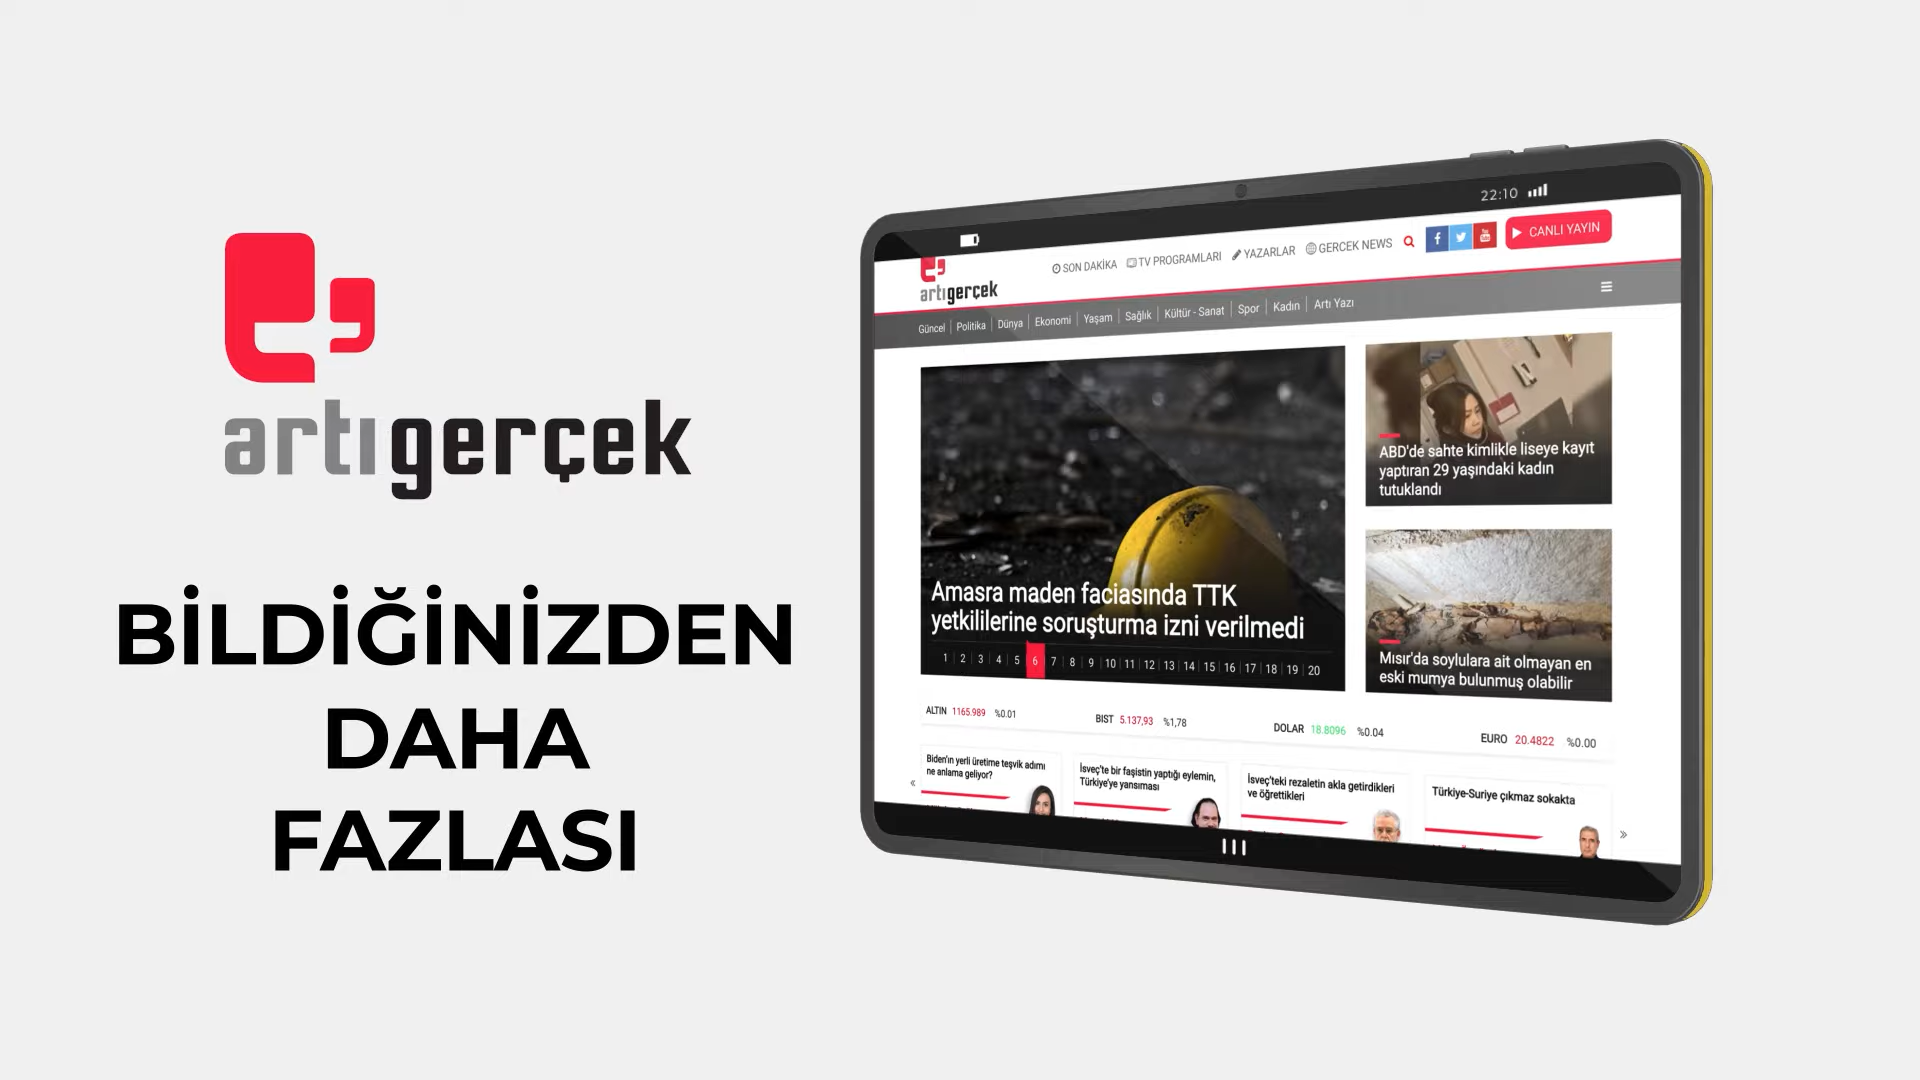 artıgerçek
BİLDİĞİNİZDEN
DAHA
FAZLASI
22:10
artıgerçek
SON DAKİKA
TV PROGRAMLARI
YAZARLAR
GERCEK NEWS
CANLI YAYIN
Güncel | Politika | Dünya | Ekonomi | Yaşam | Sağlık | Kültür - Sanat | Spor | Kadın | Artı Yazı
Amasra maden faciasında TTK
yetkililerine soruşturma izni verilmedi
1 2 3 4 5 6 7 8 9 10 11 12 13 14 15 16 17 18 19 20
ABD'de sahte kimlikle liseye kayıt
yaptıran 29 yaşındaki kadın
tutuklandı
Mısır'da soylulara ait olmayan en
eski mumya bulunmuş olabilir
ALTIN 1165.989 %0.01
BIST 5.137,93 %1,78
DOLAR 18.8096 %0.04
EURO 20.4822 %0.00
Biden'ın yerli üretime teşvik adımı
ne anlama geliyor?
İsveç'te bir faşistin yaptığı eylemin,
Türkiye'ye yansıması
İsveç'teki rezaletin akla getirdikleri
ve öğrettikleri
Türkiye-Suriye çıkmaz sokakta